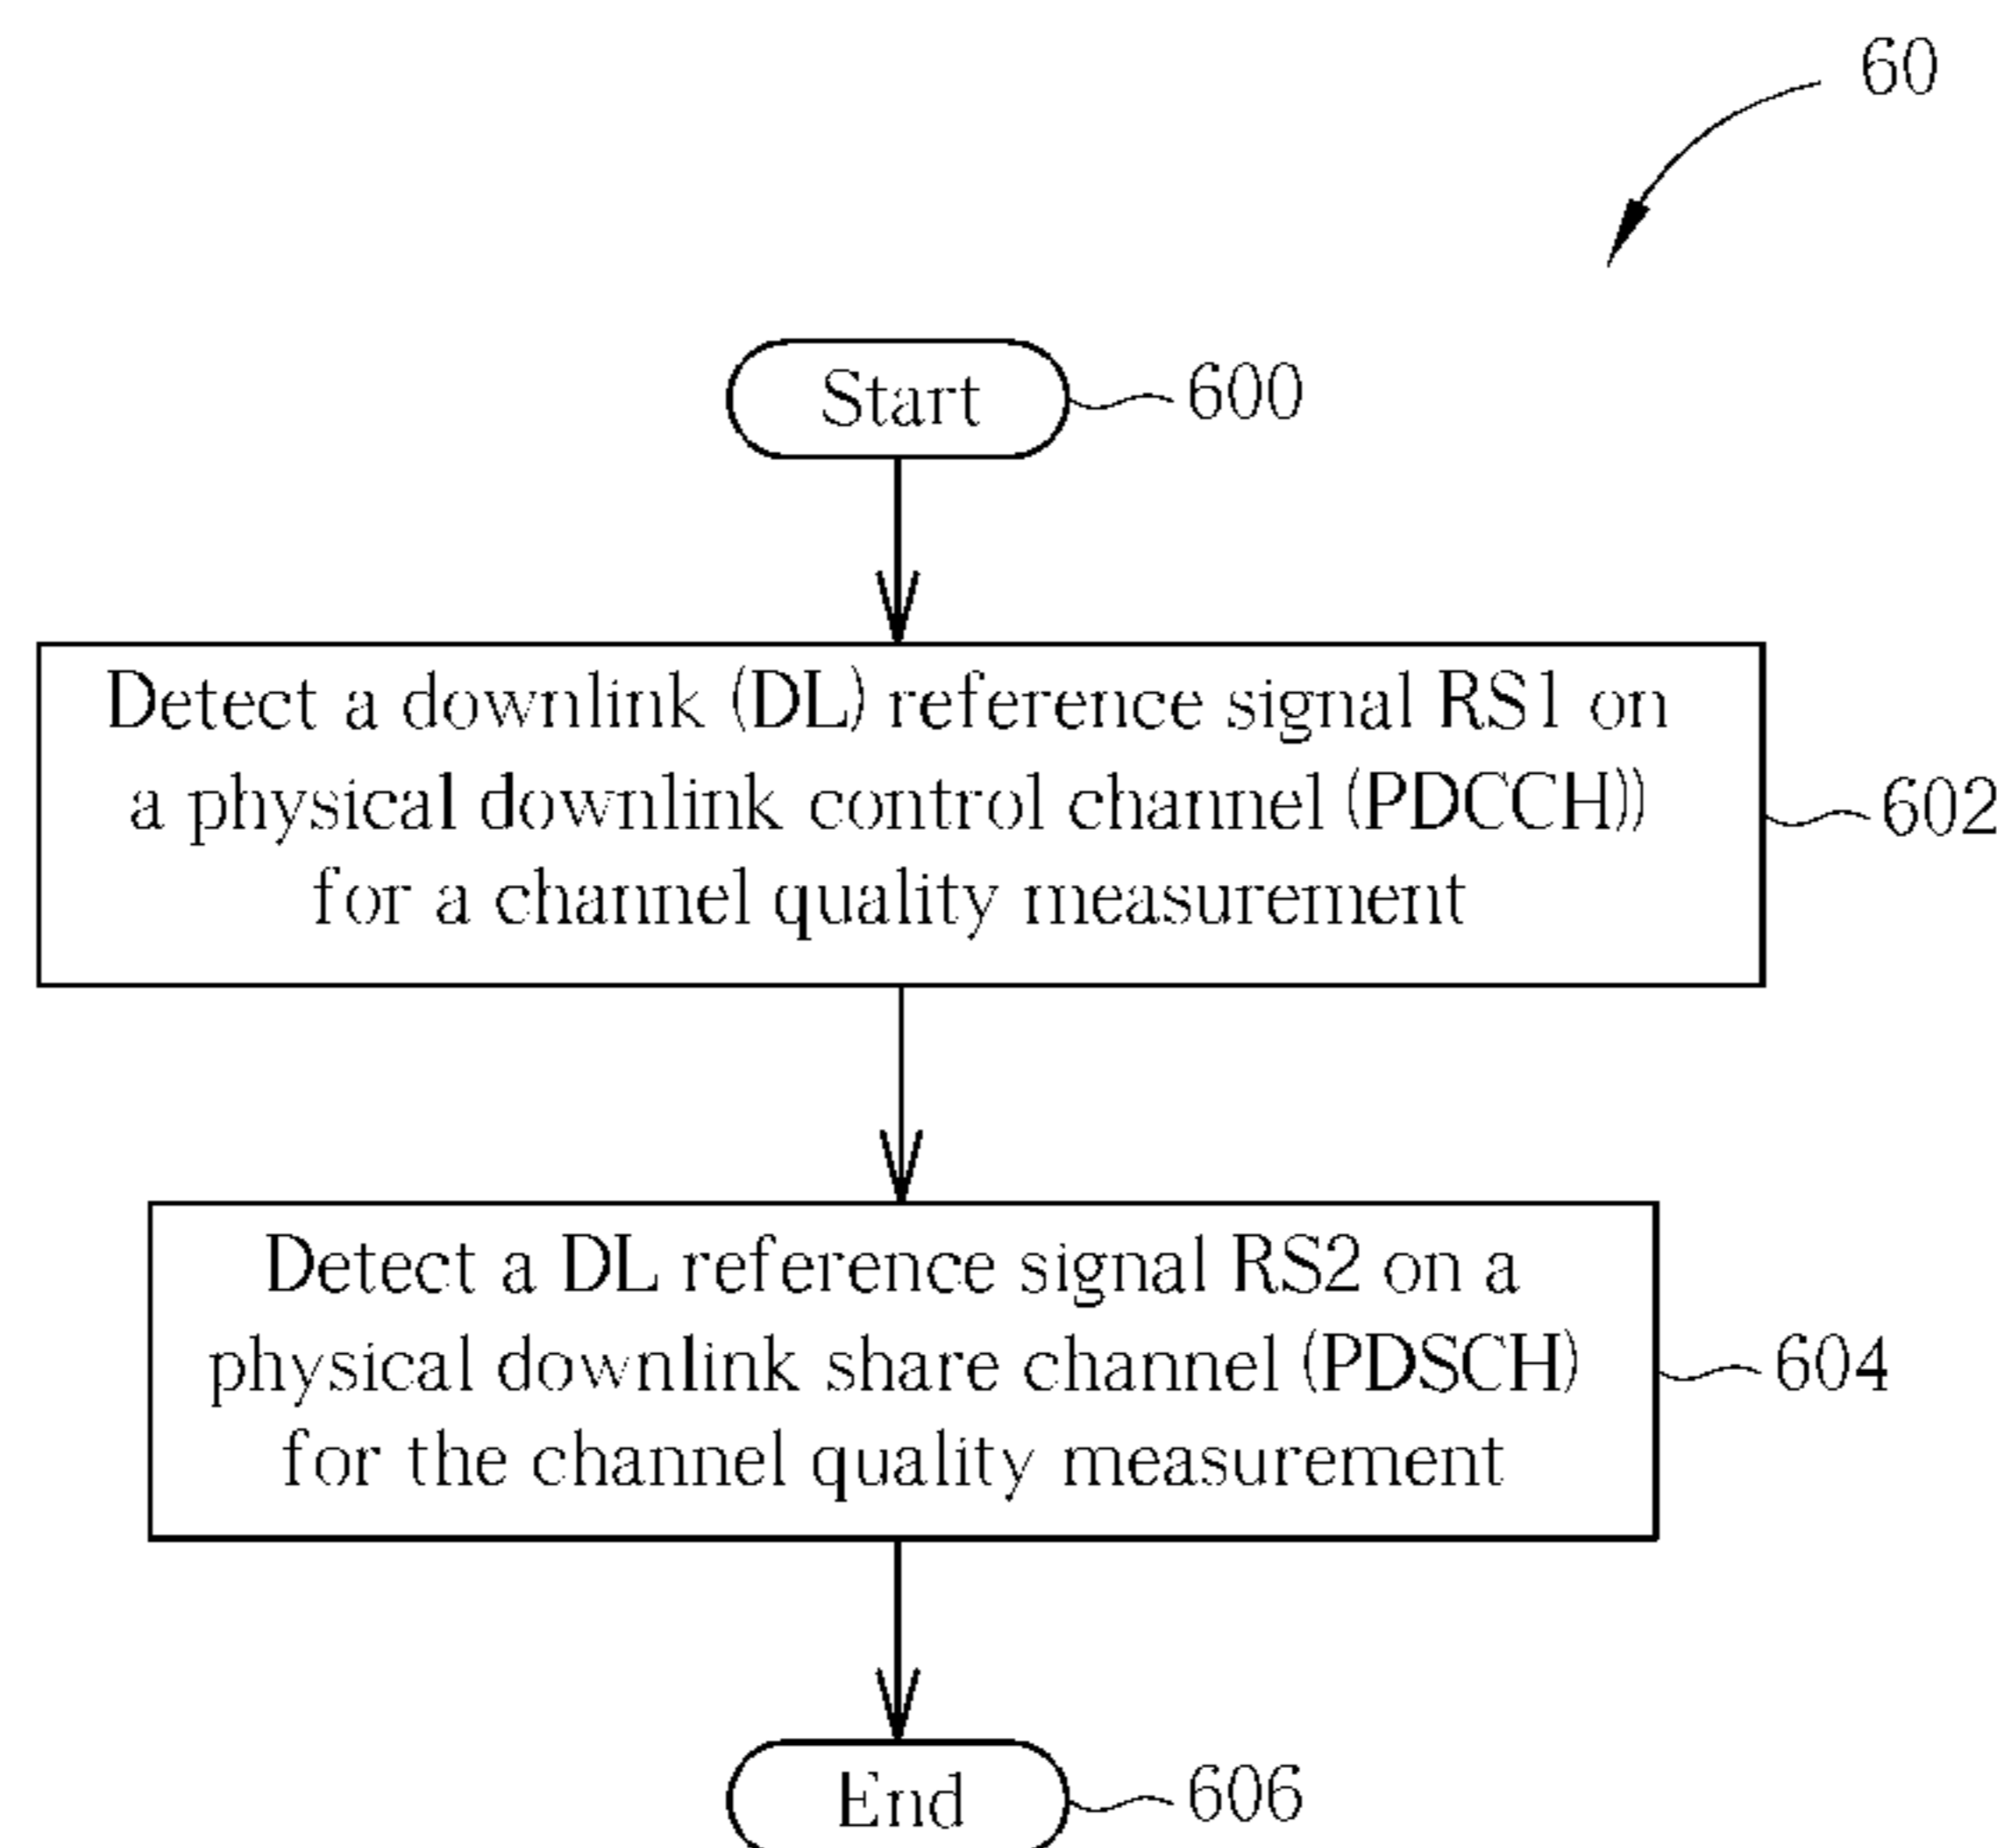 60
Start
600
Detect a downlink (DL) reference signal RS1 on
a physical downlink control channel (PDCCH))
for a channel quality measurement
602
Detect a DL reference signal RS2 on a
physical downlink share channel (PDSCH)
for the channel quality measurement
604
End
606